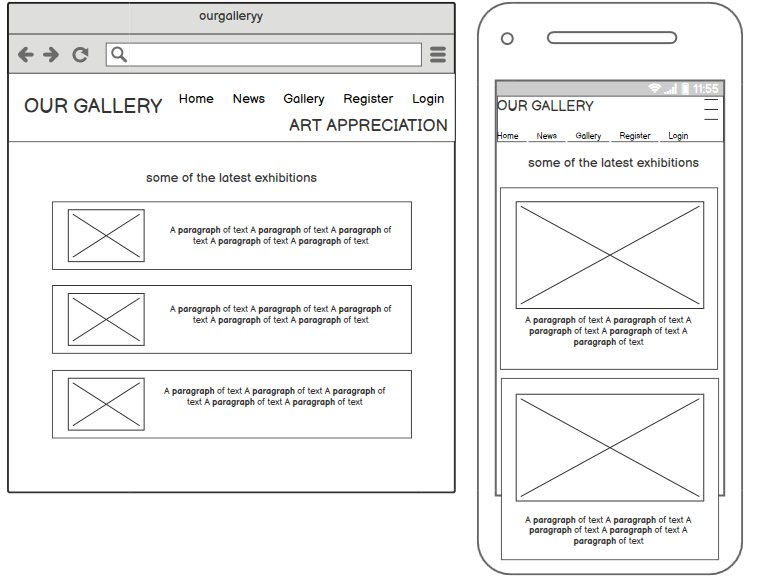 ourgalleryy
OUR GALLERY
Home News Gallery Register Login
ART APPRECIATION
some of the latest exhibitions
A paragraph of text A paragraph of text A paragraph of
text A paragraph of text A paragraph of text
A paragraph of text A paragraph of text A paragraph of
text A paragraph of text A paragraph of text
A paragraph of text A paragraph of text A paragraph of
text A paragraph of text A paragraph of text
11:55
OUR GALLERY
Home News Gallery Register Login
some of the latest exhibitions
A paragraph of text A paragraph of text A
paragraph of text A paragraph of text A
paragraph of text
A paragraph of text A paragraph of text A
paragraph of text A paragraph of text A
paragraph of text